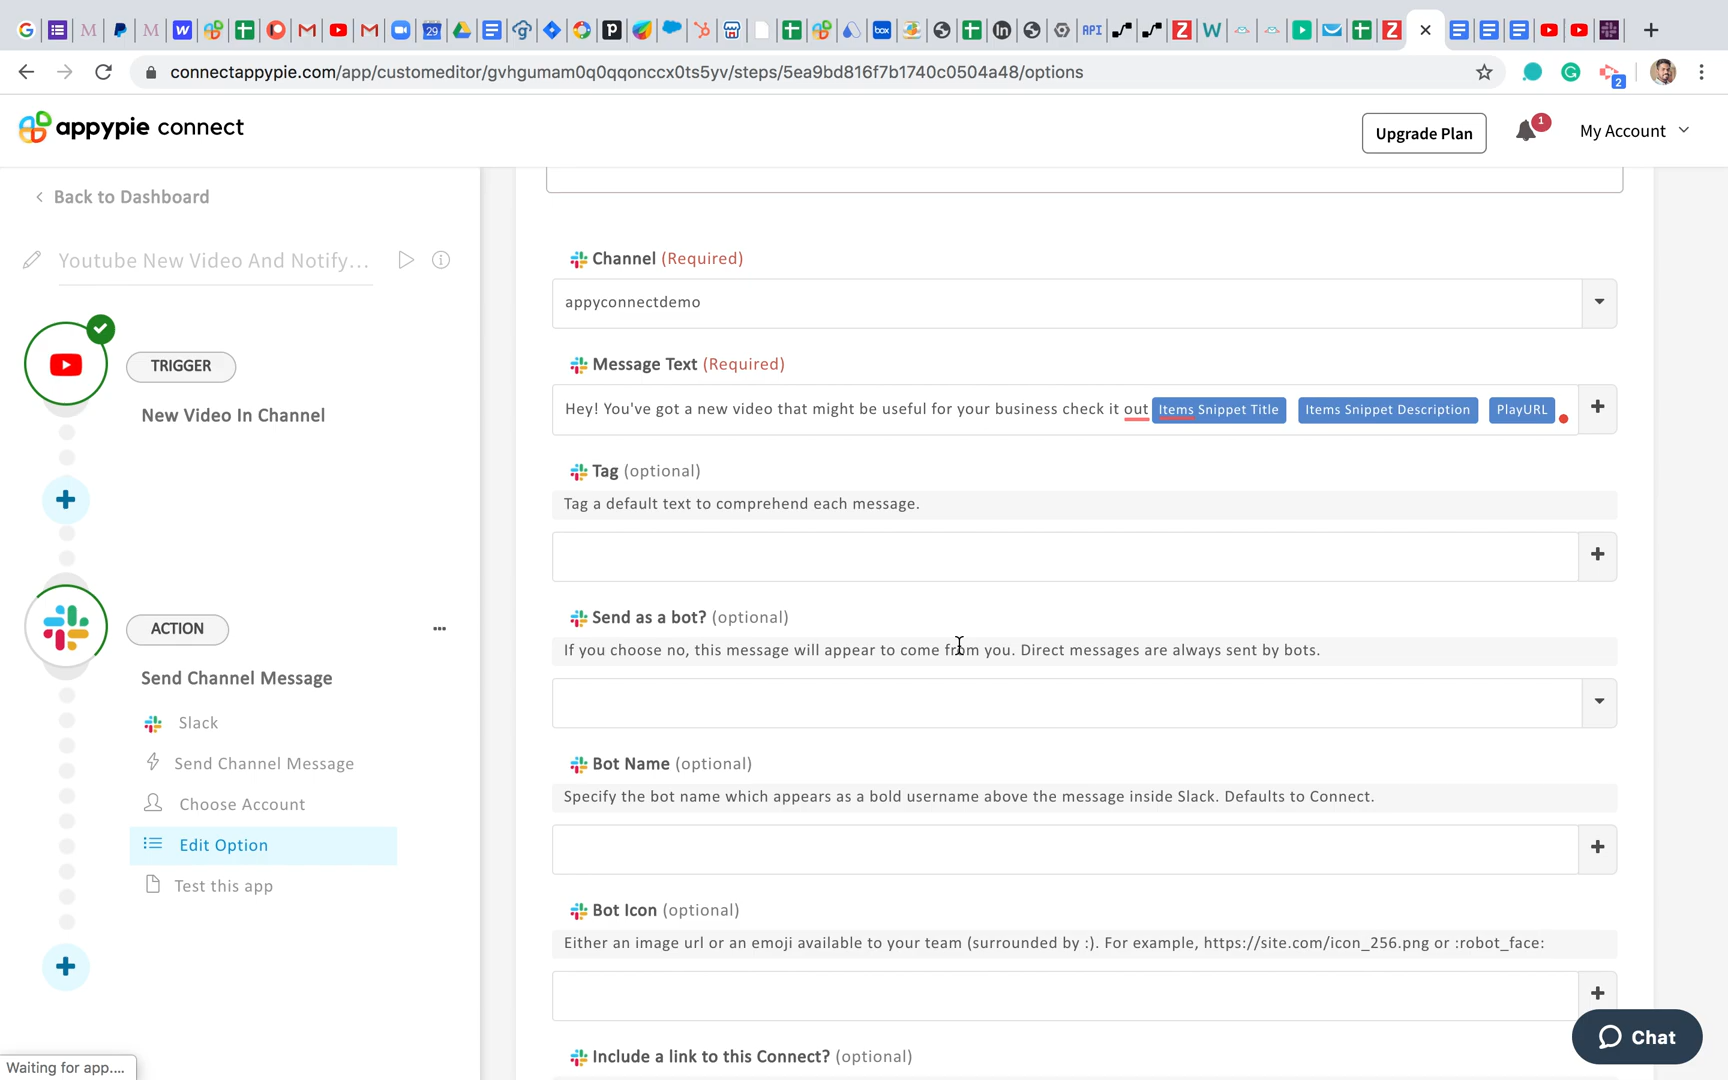 connectappypie.com/app/customeditor/gvhgumam0q0qqonccx0ts5yv/steps/5ea9bd816f7b1740c0504a48/options
2
appypie connect
Upgrade Plan
1
My Account
Back to Dashboard
Youtube New Video And Notify...
TRIGGER
New Video In Channel
ACTION
...
Send Channel Message
Slack
Send Channel Message
Choose Account
Edit Option
Test this app
Channel (Required)
appyconnectdemo
Message Text (Required)
Hey! You've got a new video that might be useful for your business check it out Items Snippet Title Items Snippet Description PlayURL
Tag (optional)
Tag a default text to comprehend each message.
Send as a bot? (optional)
If you choose no, this message will appear to come from you. Direct messages are always sent by bots.
Bot Name (optional)
Specify the bot name which appears as a bold username above the message inside Slack. Defaults to Connect.
Bot Icon (optional)
Either an image url or an emoji available to your team (surrounded by :). For example, https://site.com/icon_256.png or :robot_face:
Include a link to this Connect? (optional)
Chat
Waiting for app....